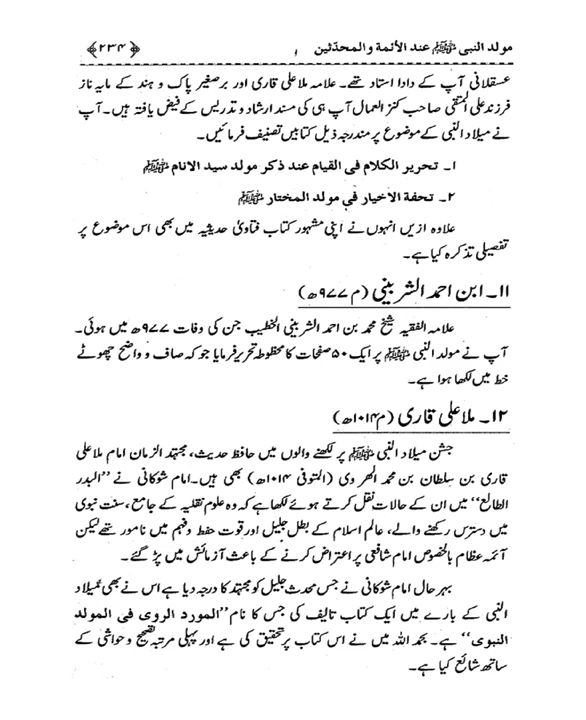 مولد النبی ﷺ عند الأئمة والمحدّثین ﴿۲۳۴﴾
عسقلانی آپ کے دادا استاد تھے۔ علامہ ملا علی قاری اور برصغیر پاک و ہند کے مایہ ناز
فرزند علی المتقی صاحب کنز العمال آپ ہی کی مسند ارشاد و تدریس کے فیض یافتہ ہیں۔ آپ
نے میلاد النبی کے موضوع پر مندرجہ ذیل کتابیں تصنیف فرمائیں۔
۱۔ تحریر الکلام فی القیام عند ذکر مولد سید الانام ﷺ
۲۔ تحفة الاخیار في مولد المختار ﷺ
علاوہ ازیں انہوں نے اپنی مشہور کتاب فتاویٰ حدیثیہ میں بھی اس موضوع پر
تفصیلی تذکرہ کیا ہے۔
۱۱۔ ابن احمد الشربینی (م ۹۷۷ھ)
علامہ الفقیہ شیخ محمد بن احمد الشربینی الخطیب جن کی وفات ۹۷۷ھ میں ہوئی۔
آپ نے مولد النبی ﷺ پر ایک ۵۰ صفحات کا مخطوطہ تحریر فرمایا جو کہ صاف و واضح چھوٹے
خط میں لکھا ہوا ہے۔
۱۲۔ ملا علی قاری (م ۱۰۱۴ھ)
جشن میلاد النبی ﷺ پر لکھنے والوں میں حافظ حدیث، مجتہد الزمان امام ملا علی
قاری بن سلطان بن محمد الھروی (المتوفی ۱۰۱۴ھ) بھی ہیں۔ امام شوکانی نے ’’البدر
الطالع‘‘ میں ان کے حالات نقل کرتے ہوئے لکھا ہے کہ وہ علوم نقلیہ کے جامع، سنت نبوی
میں دسترس رکھنے والے، عالم اسلام کے بطل جلیل اور قوت حفظ و فہم میں نامور تھے لیکن
آئمہ عظام بالخصوص امام شافعی پر اعتراض کرنے کے باعث آزمائش میں پڑ گئے۔
بہر حال امام شوکانی نے جس محدث جلیل کو مجتہد کا درجہ دیا ہے اس نے بھی میلاد
النبی کے بارے میں ایک کتاب تالیف کی جس کا نام ’’المورد الروی فی المولد
النبوی‘‘ ہے۔ بحمد اللہ میں نے اس کتاب پر تحقیق کی ہے اور پہلی مرتبہ تصحیح و حواشی کے
ساتھ شائع کیا ہے۔